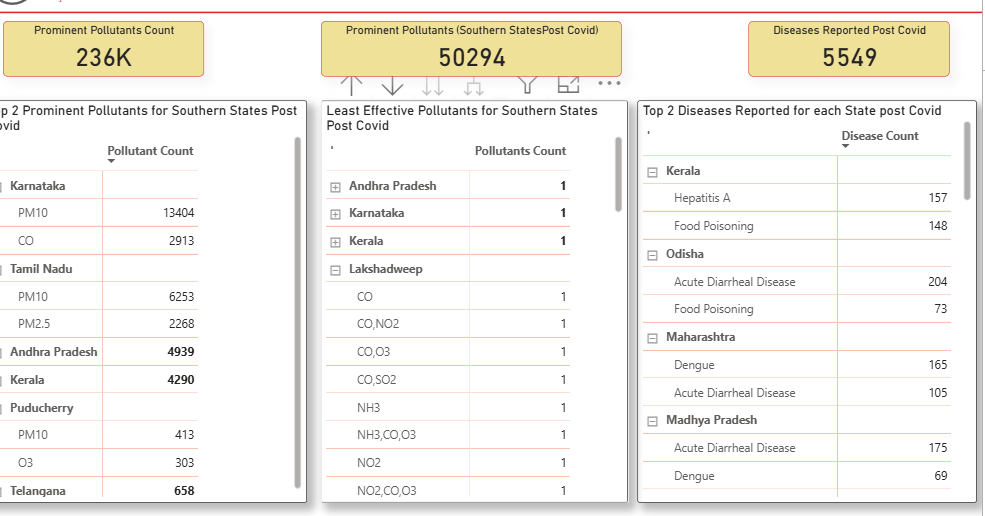 Prominent Pollutants Count
236K
Prominent Pollutants (Southern StatesPost Covid)
50294
Diseases Reported Post Covid
5549
p 2 Prominent Pollutants for Southern States Post
ovid
Pollutant Count
Karnataka
PM10 13404
CO 2913
Tamil Nadu
PM10 6253
PM2.5 2268
Andhra Pradesh 4939
Kerala 4290
Puducherry
PM10 413
O3 303
Telangana 658
Least Effective Pollutants for Southern States
Post Covid
Pollutants Count
Andhra Pradesh 1
Karnataka 1
Kerala 1
Lakshadweep
CO 1
CO,NO2 1
CO,O3 1
CO,SO2 1
NH3 1
NH3,CO,O3 1
NO2 1
NO2,CO,O3 1
Top 2 Diseases Reported for each State post Covid
Disease Count
Kerala
Hepatitis A 157
Food Poisoning 148
Odisha
Acute Diarrheal Disease 204
Food Poisoning 73
Maharashtra
Dengue 165
Acute Diarrheal Disease 105
Madhya Pradesh
Acute Diarrheal Disease 175
Dengue 69